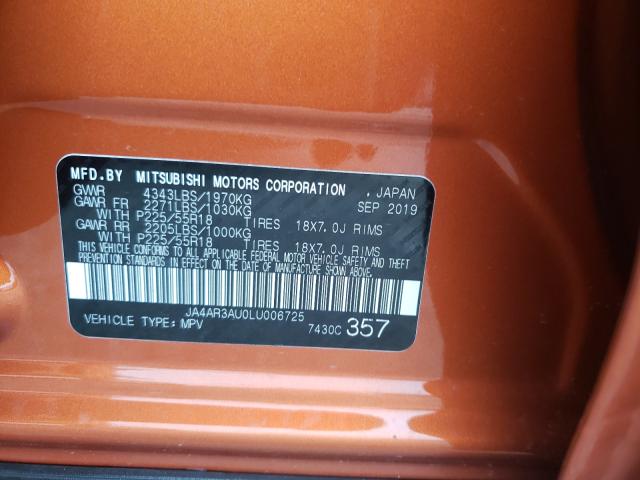 MFD.BY MITSUBISHI MOTORS CORPORATION . JAPAN
GVWR 4343LBS/1970KG SEP 2019
GAWR FR 2271LBS/1030KG
WITH P225/55R18 TIRES 18X7.0J RIMS
GAWR RR 2205LBS/1000KG
WITH P225/55R18 TIRES 18X7.0J RIMS
THIS VEHICLE CONFORMS TO ALL APPLICABLE FEDERAL MOTOR VEHICLE SAFETY AND THEFT PREVENTION
STANDARDS IN EFFECT ON THE DATE OF MANUFACTURE SHOWN ABOVE.
JA4AR3AU0LU006725
VEHICLE TYPE: MPV 7430C 357